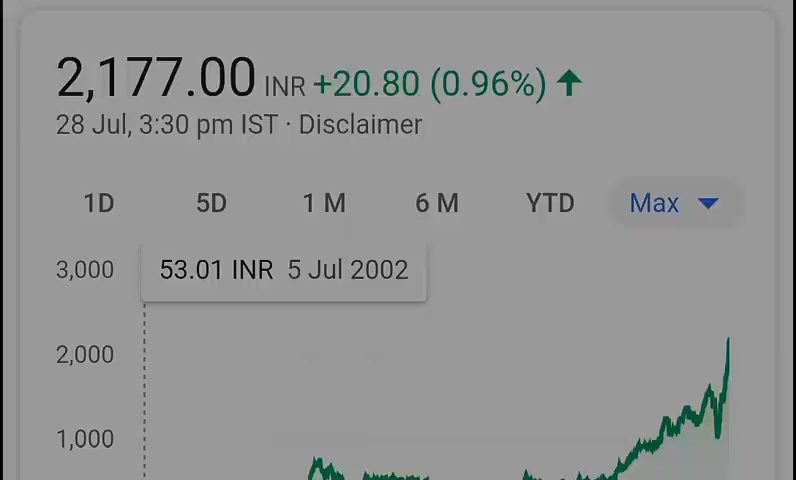 2,177.00 INR +20.80 (0.96%) ↑
28 Jul, 3:30 pm IST · Disclaimer
1D 5D 1 M 6 M YTD Max
3,000
53.01 INR 5 Jul 2002
2,000
1,000